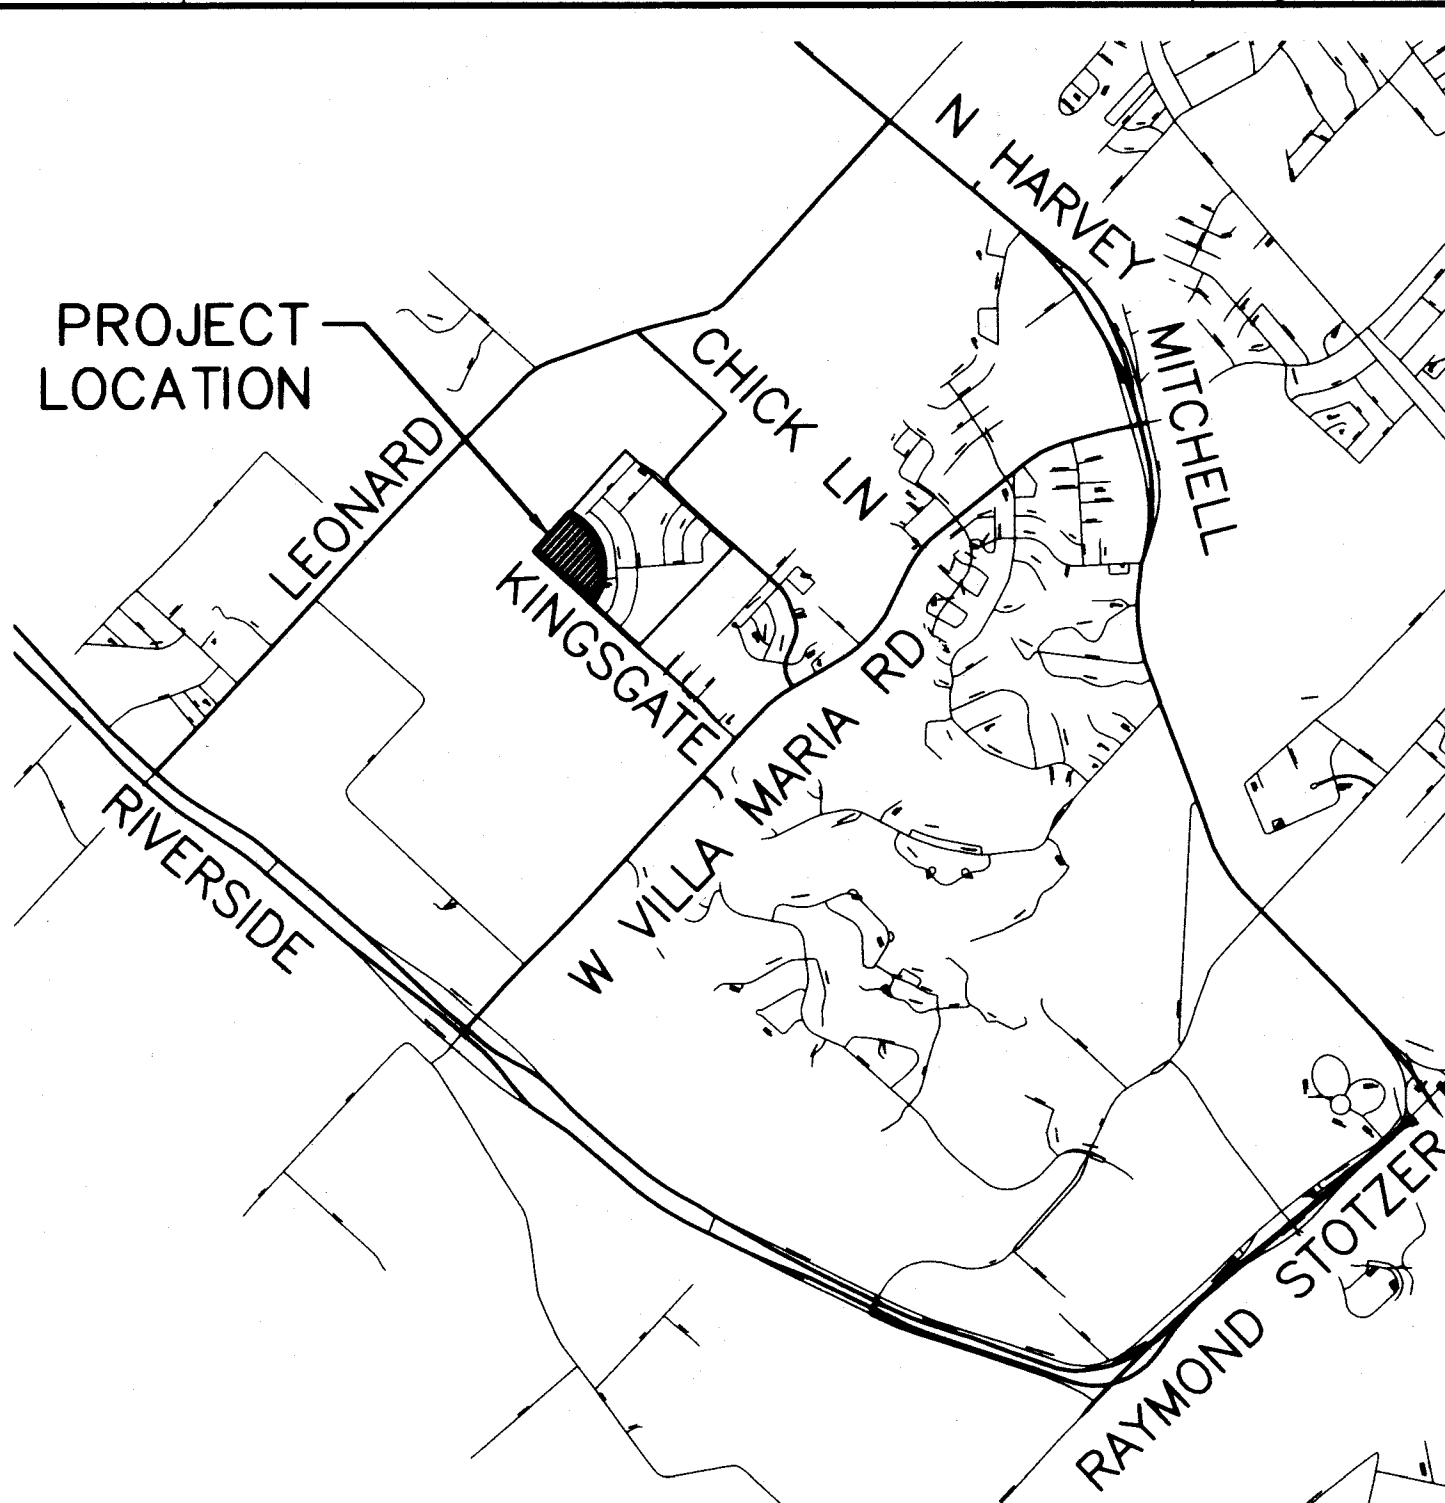 N HARVEY
MITCHELL
PROJECT
LOCATION
CHICK LN
LEONARD
KINGSGATE
W VILLA MARIA RD
RIVERSIDE
RAYMOND STOTZER